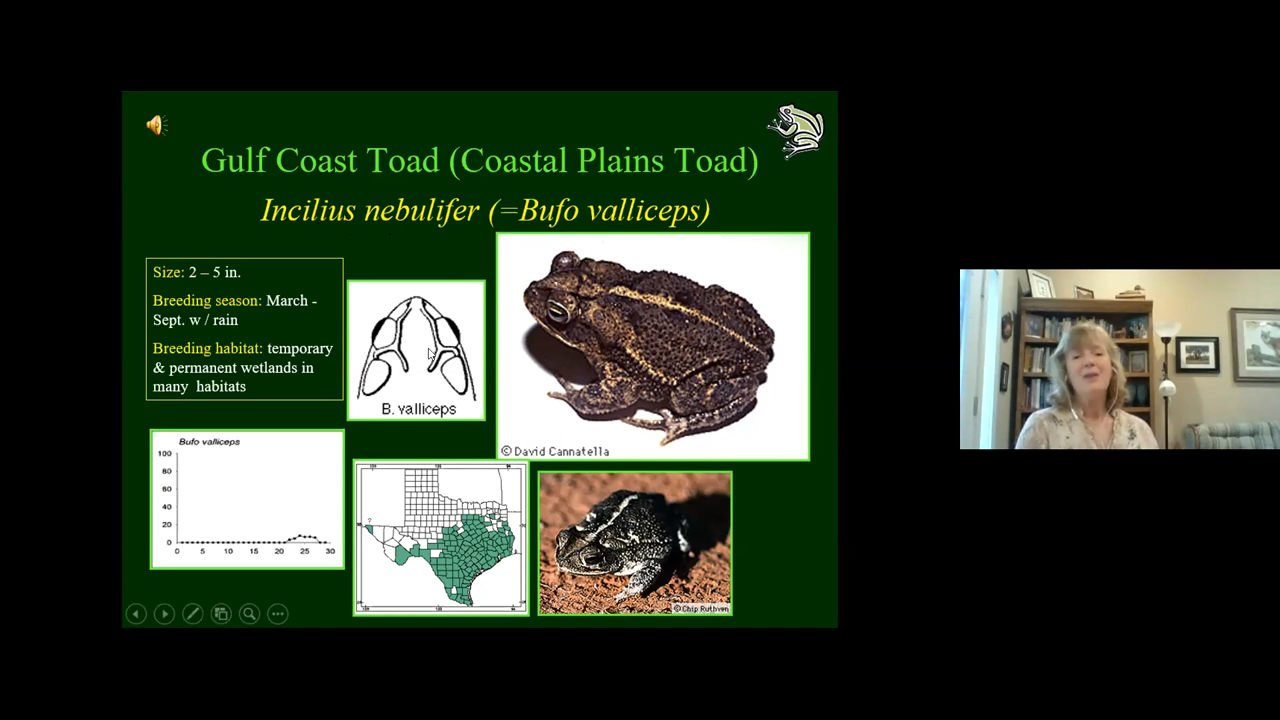 Gulf Coast Toad (Coastal Plains Toad)
Incilius nebulifer (=Bufo valliceps)
Size: 2 – 5 in.
Breeding season: March -
Sept. w / rain
Breeding habitat: temporary
& permanent wetlands in
many habitats
B. valliceps
© David Cannatella
Bufo valliceps
100
80
60
40
20
0
0 5 10 15 20 25 30
?
© Chip Ruthven